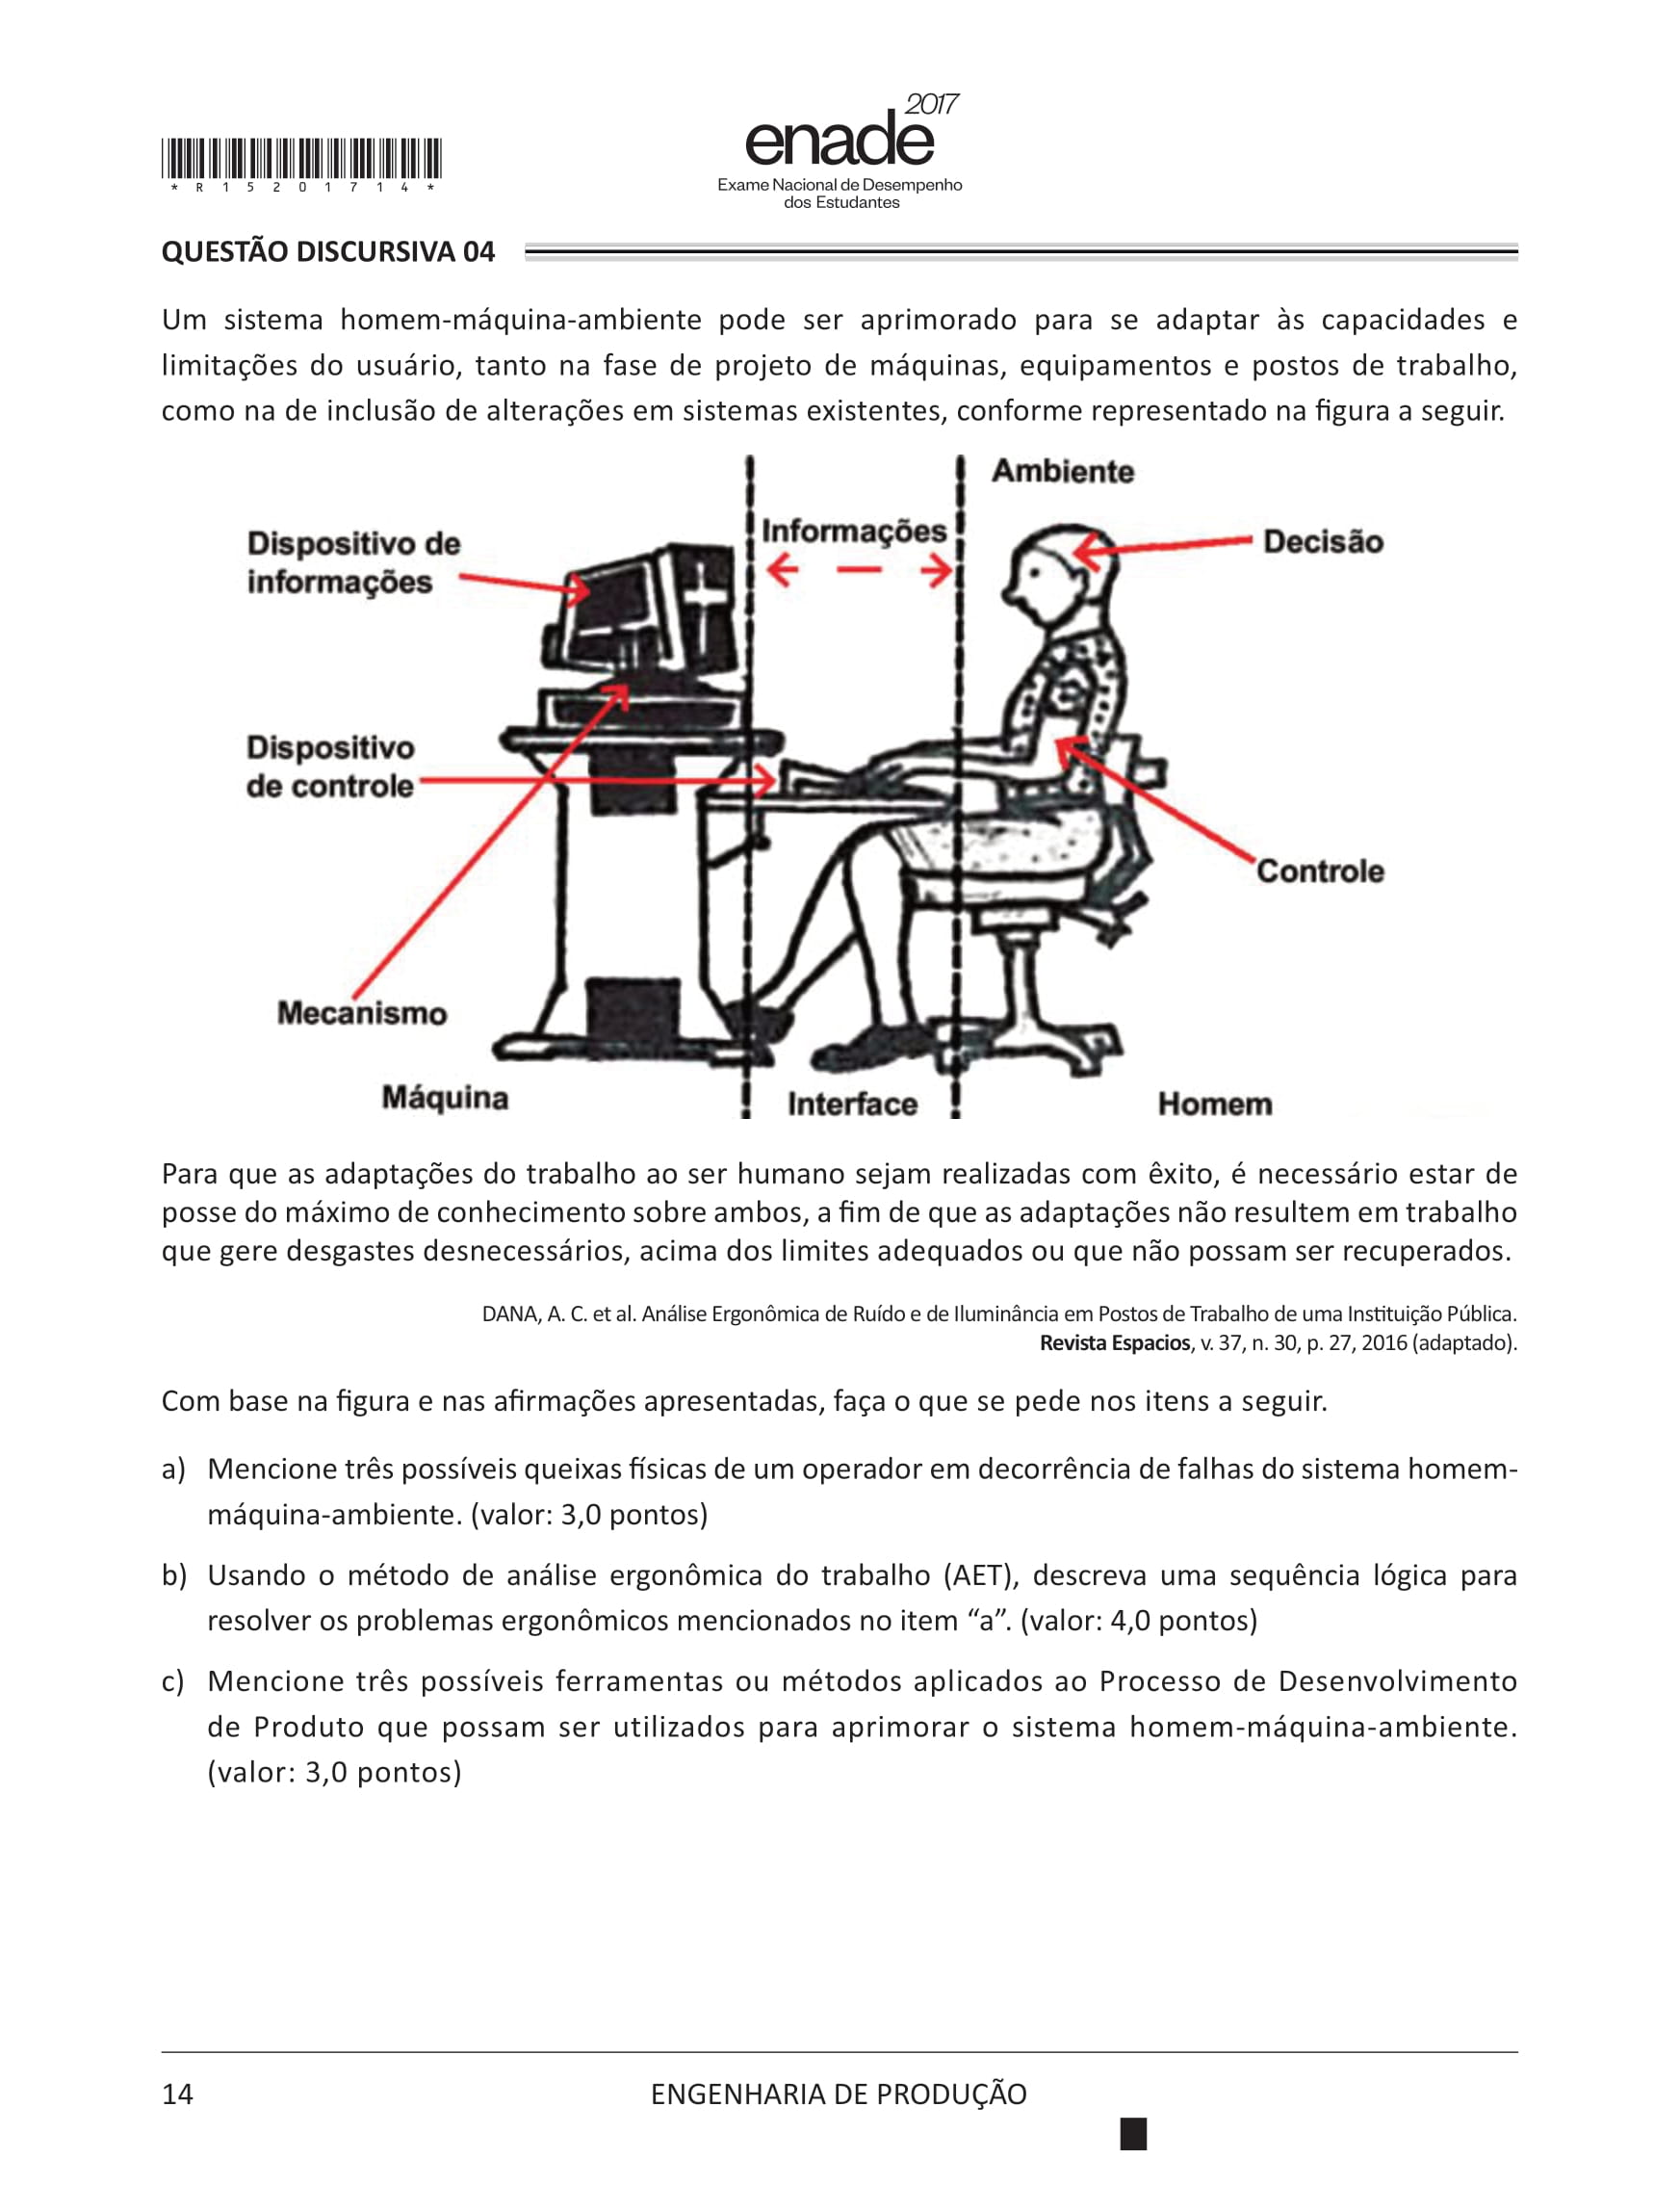 2017
enade
Exame Nacional de Desempenho
dos Estudantes
* R 1 5 2 0 1 7 1 4 *
QUESTÃO DISCURSIVA 04
Um sistema homem-máquina-ambiente pode ser aprimorado para se adaptar às capacidades e
limitações do usuário, tanto na fase de projeto de máquinas, equipamentos e postos de trabalho,
como na de inclusão de alterações em sistemas existentes, conforme representado na figura a seguir.
Ambiente
Informações
Dispositivo de
informações
Decisão
Dispositivo
de controle
Controle
Mecanismo
Máquina
Interface
Homem
Para que as adaptações do trabalho ao ser humano sejam realizadas com êxito, é necessário estar de
posse do máximo de conhecimento sobre ambos, a fim de que as adaptações não resultem em trabalho
que gere desgastes desnecessários, acima dos limites adequados ou que não possam ser recuperados.
DANA, A. C. et al. Análise Ergonômica de Ruído e de Iluminância em Postos de Trabalho de uma Instituição Pública.
Revista Espacios, v. 37, n. 30, p. 27, 2016 (adaptado).
Com base na figura e nas afirmações apresentadas, faça o que se pede nos itens a seguir.
a) Mencione três possíveis queixas físicas de um operador em decorrência de falhas do sistema homem-
máquina-ambiente. (valor: 3,0 pontos)
b) Usando o método de análise ergonômica do trabalho (AET), descreva uma sequência lógica para
resolver os problemas ergonômicos mencionados no item “a”. (valor: 4,0 pontos)
c) Mencione três possíveis ferramentas ou métodos aplicados ao Processo de Desenvolvimento
de Produto que possam ser utilizados para aprimorar o sistema homem-máquina-ambiente.
(valor: 3,0 pontos)
14
ENGENHARIA DE PRODUÇÃO